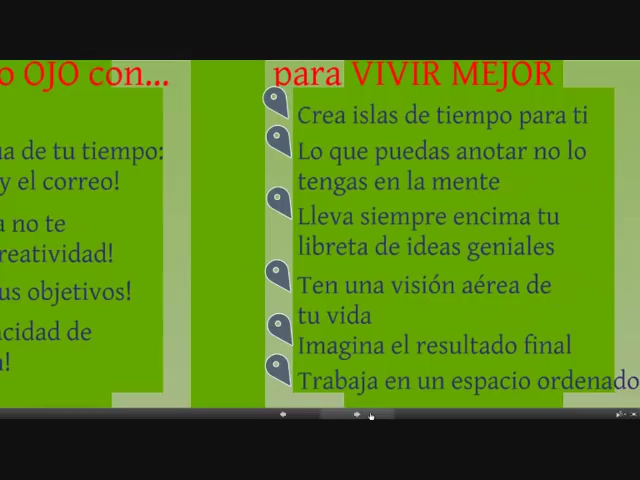 o OJO con...
a de tu tiempo:
y el correo!
a no te
reatividad!
us objetivos!
acidad de
para VIVIR MEJOR
Crea islas de tiempo para ti
Lo que puedas anotar no lo
tengas en la mente
Lleva siempre encima tu
libreta de ideas geniales
Ten una visión aérea de
tu vida
Imagina el resultado final
Trabaja en un espacio ordenado